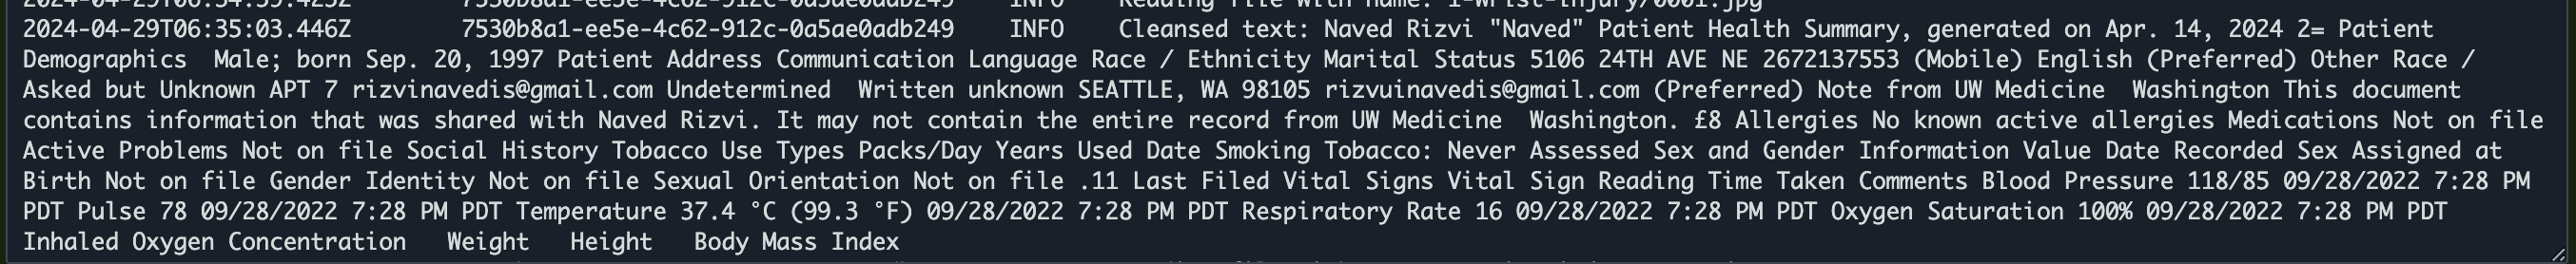 2024-04-29T06:34:59.425Z 7530b8a1-ee5e-4c62-912c-0a5ae0adb249 INFO Reading file with name: 1-Wrist-Injury/0001.jpg
2024-04-29T06:35:03.446Z 7530b8a1-ee5e-4c62-912c-0a5ae0adb249 INFO Cleansed text: Naved Rizvi "Naved" Patient Health Summary, generated on Apr. 14, 2024 2= Patient
Demographics Male; born Sep. 20, 1997 Patient Address Communication Language Race / Ethnicity Marital Status 5106 24TH AVE NE 2672137553 (Mobile) English (Preferred) Other Race /
Asked but Unknown APT 7 rizvinavedis@gmail.com Undetermined Written unknown SEATTLE, WA 98105 rizvuinavedis@gmail.com (Preferred) Note from UW Medicine Washington This document
contains information that was shared with Naved Rizvi. It may not contain the entire record from UW Medicine Washington. £8 Allergies No known active allergies Medications Not on file
Active Problems Not on file Social History Tobacco Use Types Packs/Day Years Used Date Smoking Tobacco: Never Assessed Sex and Gender Information Value Date Recorded Sex Assigned at
Birth Not on file Gender Identity Not on file Sexual Orientation Not on file .11 Last Filed Vital Signs Vital Sign Reading Time Taken Comments Blood Pressure 118/85 09/28/2022 7:28 PM
PDT Pulse 78 09/28/2022 7:28 PM PDT Temperature 37.4 °C (99.3 °F) 09/28/2022 7:28 PM PDT Respiratory Rate 16 09/28/2022 7:28 PM PDT Oxygen Saturation 100% 09/28/2022 7:28 PM PDT
Inhaled Oxygen Concentration Weight Height Body Mass Index